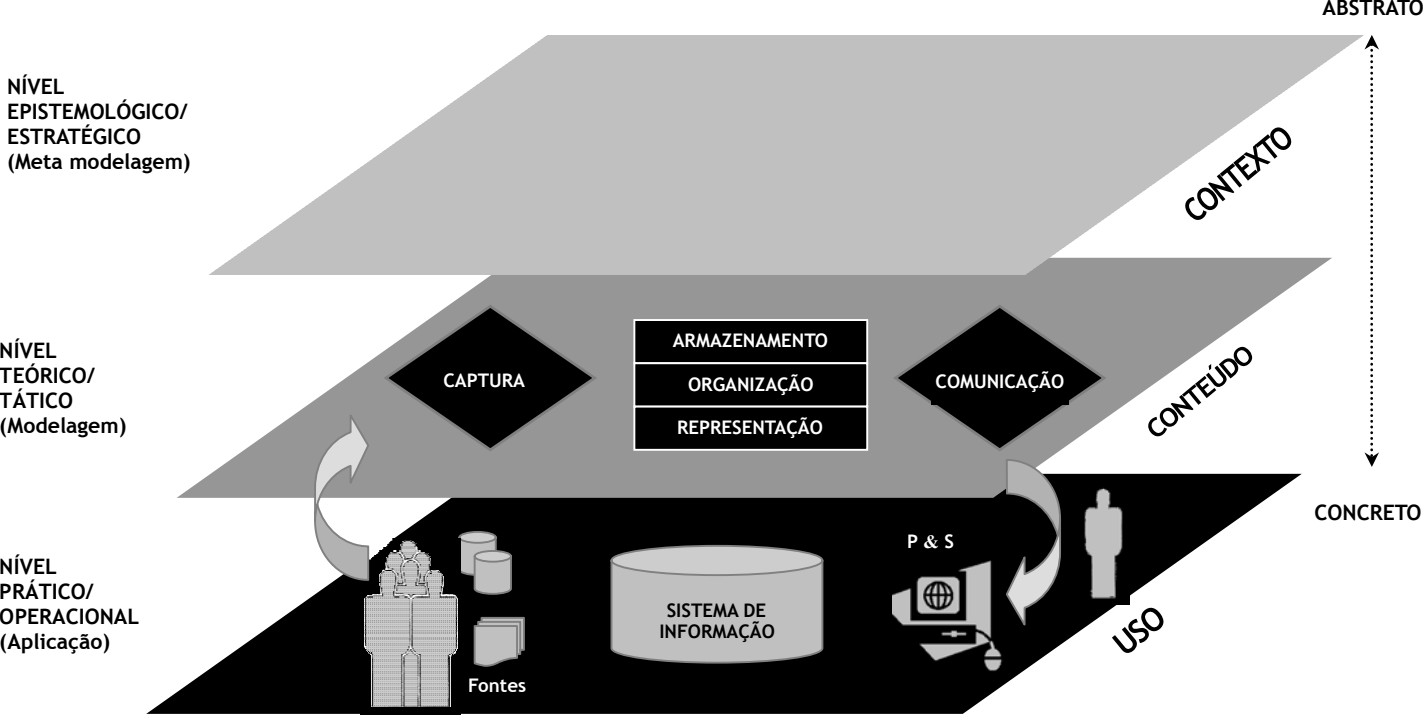 ABSTRATO
NÍVEL
EPISTEMOLÓGICO/
ESTRATÉGICO
(Meta modelagem)
CONTEXTO
NÍVEL
TEÓRICO/
TÁTICO
(Modelagem)
CAPTURA
ARMAZENAMENTO
ORGANIZAÇÃO
REPRESENTAÇÃO
COMUNICAÇÃO
CONTEÚDO
CONCRETO
NÍVEL
PRÁTICO/
OPERACIONAL
(Aplicação)
Fontes
SISTEMA DE
INFORMAÇÃO
P & S
USO